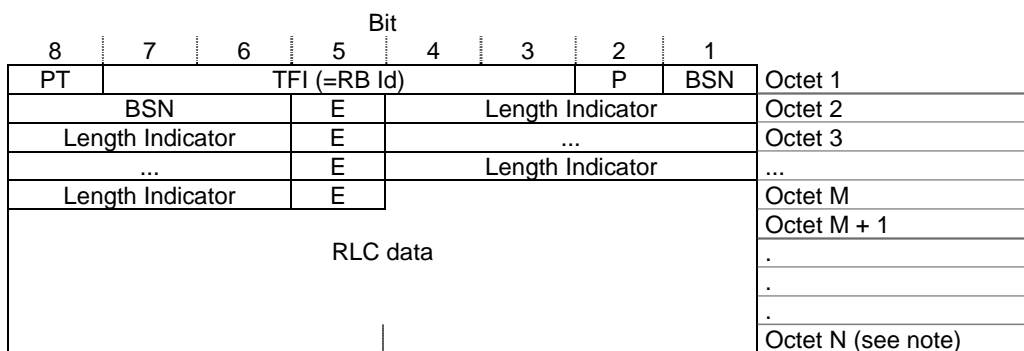 Bit
8 7 6 5 4 3 2 1
PT TFI (=RB Id) P BSN Octet 1
BSN E Length Indicator Octet 2
Length Indicator E ... Octet 3
... E Length Indicator ...
Length Indicator E Octet M
Octet M + 1
RLC data .
.
.
Octet N (see note)